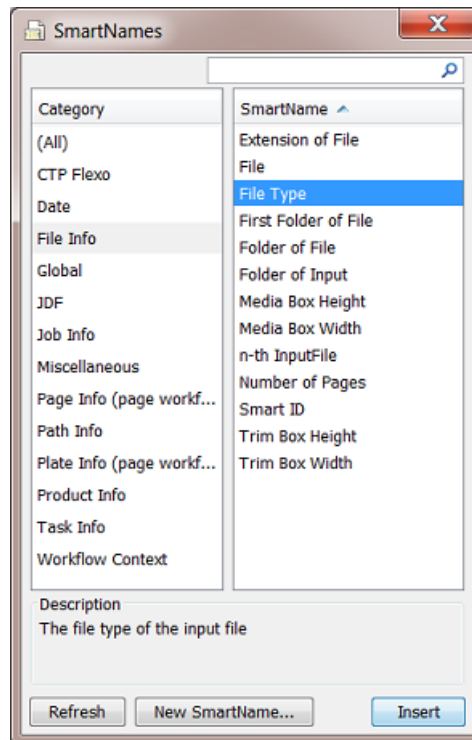 SmartNames
Category
(All)
CTP Flexo
Date
File Info
Global
JDF
Job Info
Miscellaneous
Page Info (page workf...
Path Info
Plate Info (page workf...
Product Info
Task Info
Workflow Context
SmartName
Extension of File
File
File Type
First Folder of File
Folder of File
Folder of Input
Media Box Height
Media Box Width
n-th InputFile
Number of Pages
Smart ID
Trim Box Height
Trim Box Width
Description
The file type of the input file
Refresh New SmartName... Insert